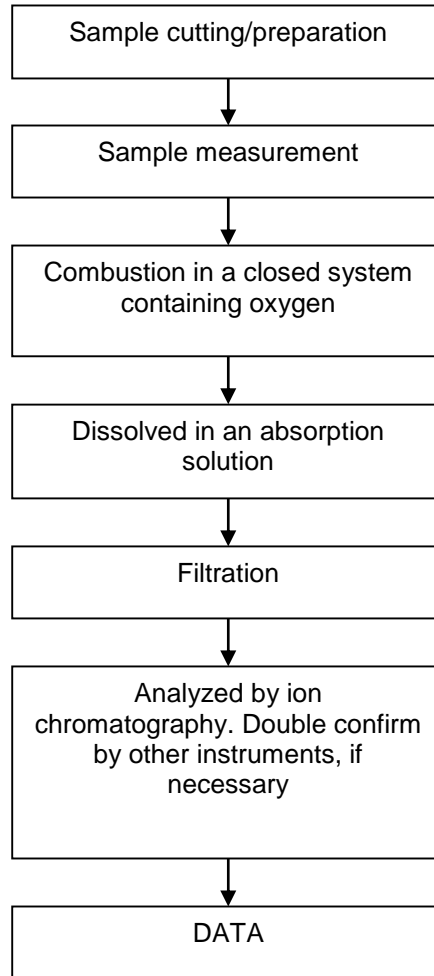 Sample cutting/preparation
Sample measurement
Combustion in a closed system
containing oxygen
Dissolved in an absorption
solution
Filtration
Analyzed by ion
chromatography. Double confirm
by other instruments, if
necessary
DATA